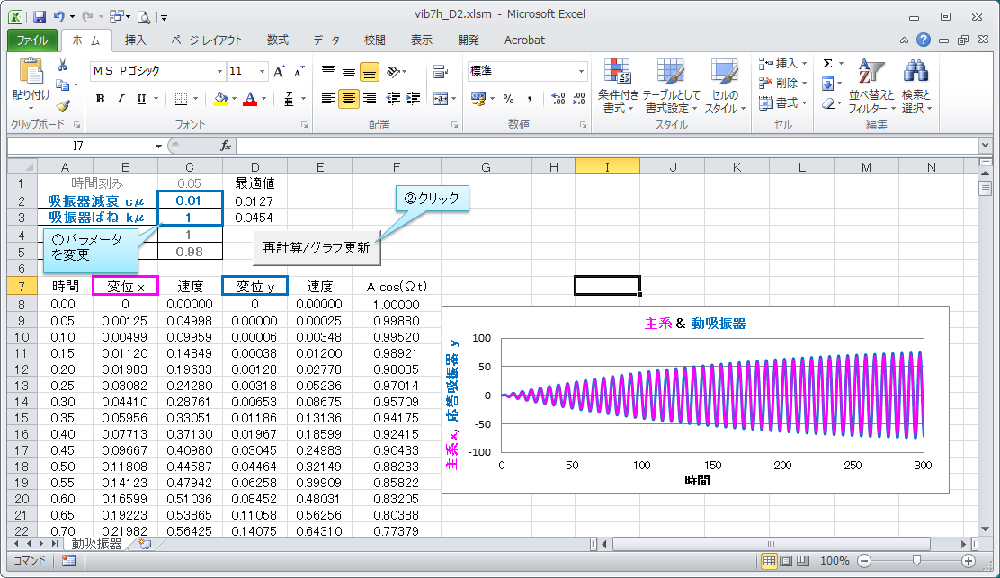 vib7h_D2.xlsm - Microsoft Excel
ファイル ホーム 挿入 ページ レイアウト 数式 データ 校閲 表示 開発 Acrobat
貼り付け
クリップボード
ＭＳ Ｐゴシック 11
B I U
フォント
配置
標準
%
数値
条件付き書式
テーブルとして書式設定
セルのスタイル
スタイル
挿入
削除
書式
セル
並べ替えとフィルター
検索と選択
編集
I7 fx
A B C D E F G H I J K L M N
1 時間刻み 0.05 最適値
2 吸振器減衰 cμ 0.01 0.0127
3 吸振器ばね kμ 1 0.0454
4 1
5 0.98
6
①パラメータを変更
再計算/グラフ更新
②クリック
7 時間 変位 x 速度 変位 y 速度 A cos(Ωt)
8 0.00 0 0.00000 0 0.00000 1.00000
9 0.05 0.00125 0.04998 0.00000 0.00025 0.99880
10 0.10 0.00499 0.09959 0.00006 0.00348 0.99520
11 0.15 0.01120 0.14849 0.00038 0.01200 0.98921
12 0.20 0.01983 0.19633 0.00128 0.02778 0.98085
13 0.25 0.03082 0.24280 0.00318 0.05236 0.97014
14 0.30 0.04410 0.28761 0.00653 0.08675 0.95709
15 0.35 0.05956 0.33051 0.01186 0.13136 0.94175
16 0.40 0.07713 0.37130 0.01967 0.18599 0.92415
17 0.45 0.09667 0.40980 0.03045 0.24983 0.90433
18 0.50 0.11808 0.44587 0.04464 0.32149 0.88233
19 0.55 0.14123 0.47942 0.06258 0.39909 0.85822
20 0.60 0.16599 0.51036 0.08452 0.48031 0.83205
21 0.65 0.19223 0.53865 0.11058 0.56256 0.80388
22 0.70 0.21982 0.56425 0.14075 0.64310 0.77379
主系 & 動吸振器
主系x, 応答吸振器 y
100
50
0
-50
-100
0 50 100 150 200 250 300
時間
動吸振器
コマンド 100%